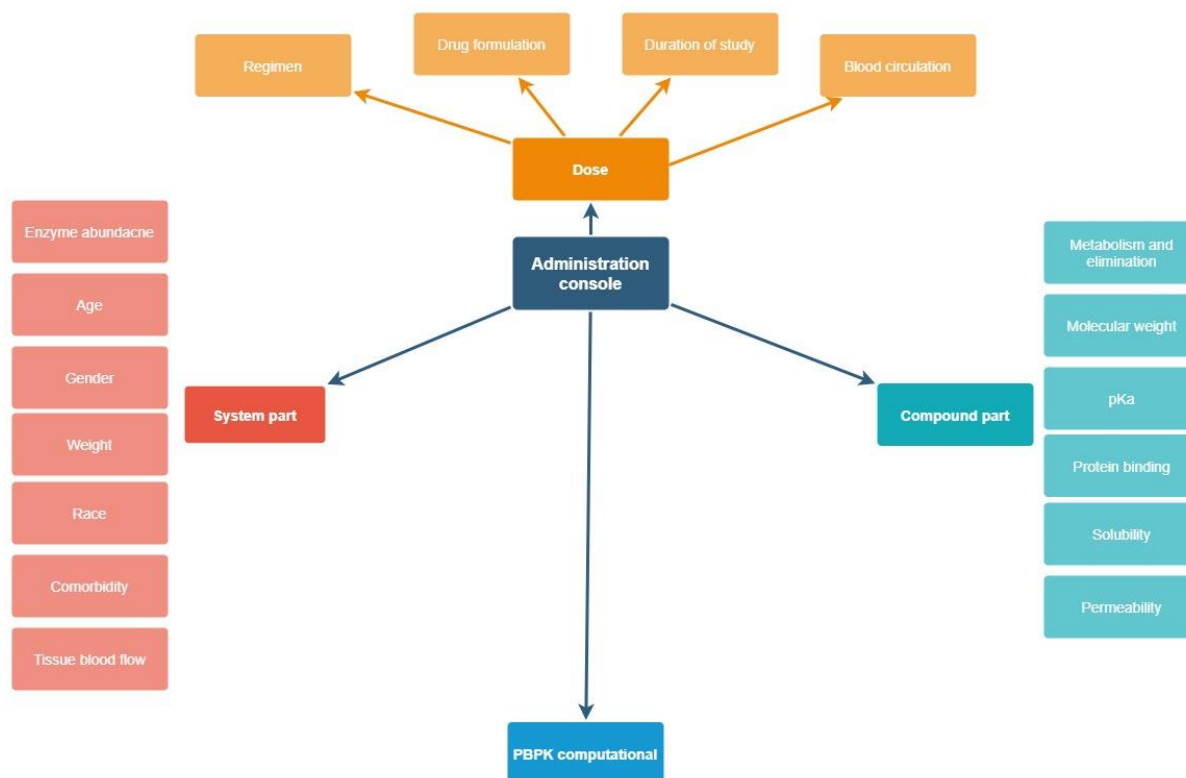 Drug formulation
Duration of study
Regimen
Blood circulation
Dose
Enzyme abundacne
Administration
console
Metabolism and
elimination
Age
Molecular weight
Gender
pKa
System part
Compound part
Weight
Protein binding
Race
Solubility
Comorbidity
Permeability
Tissue blood flow
PBPK computational